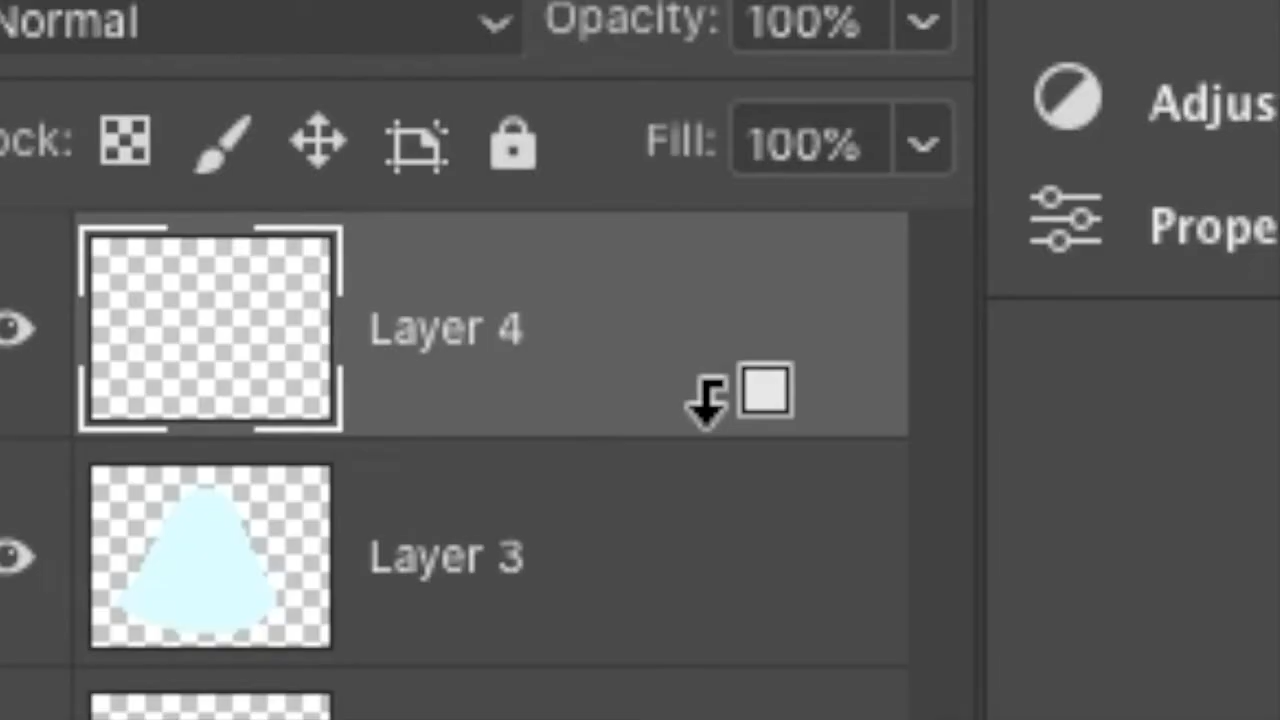 Normal Opacity: 100%
ock: Fill: 100%
Adjus
Prope
Layer 4
Layer 3